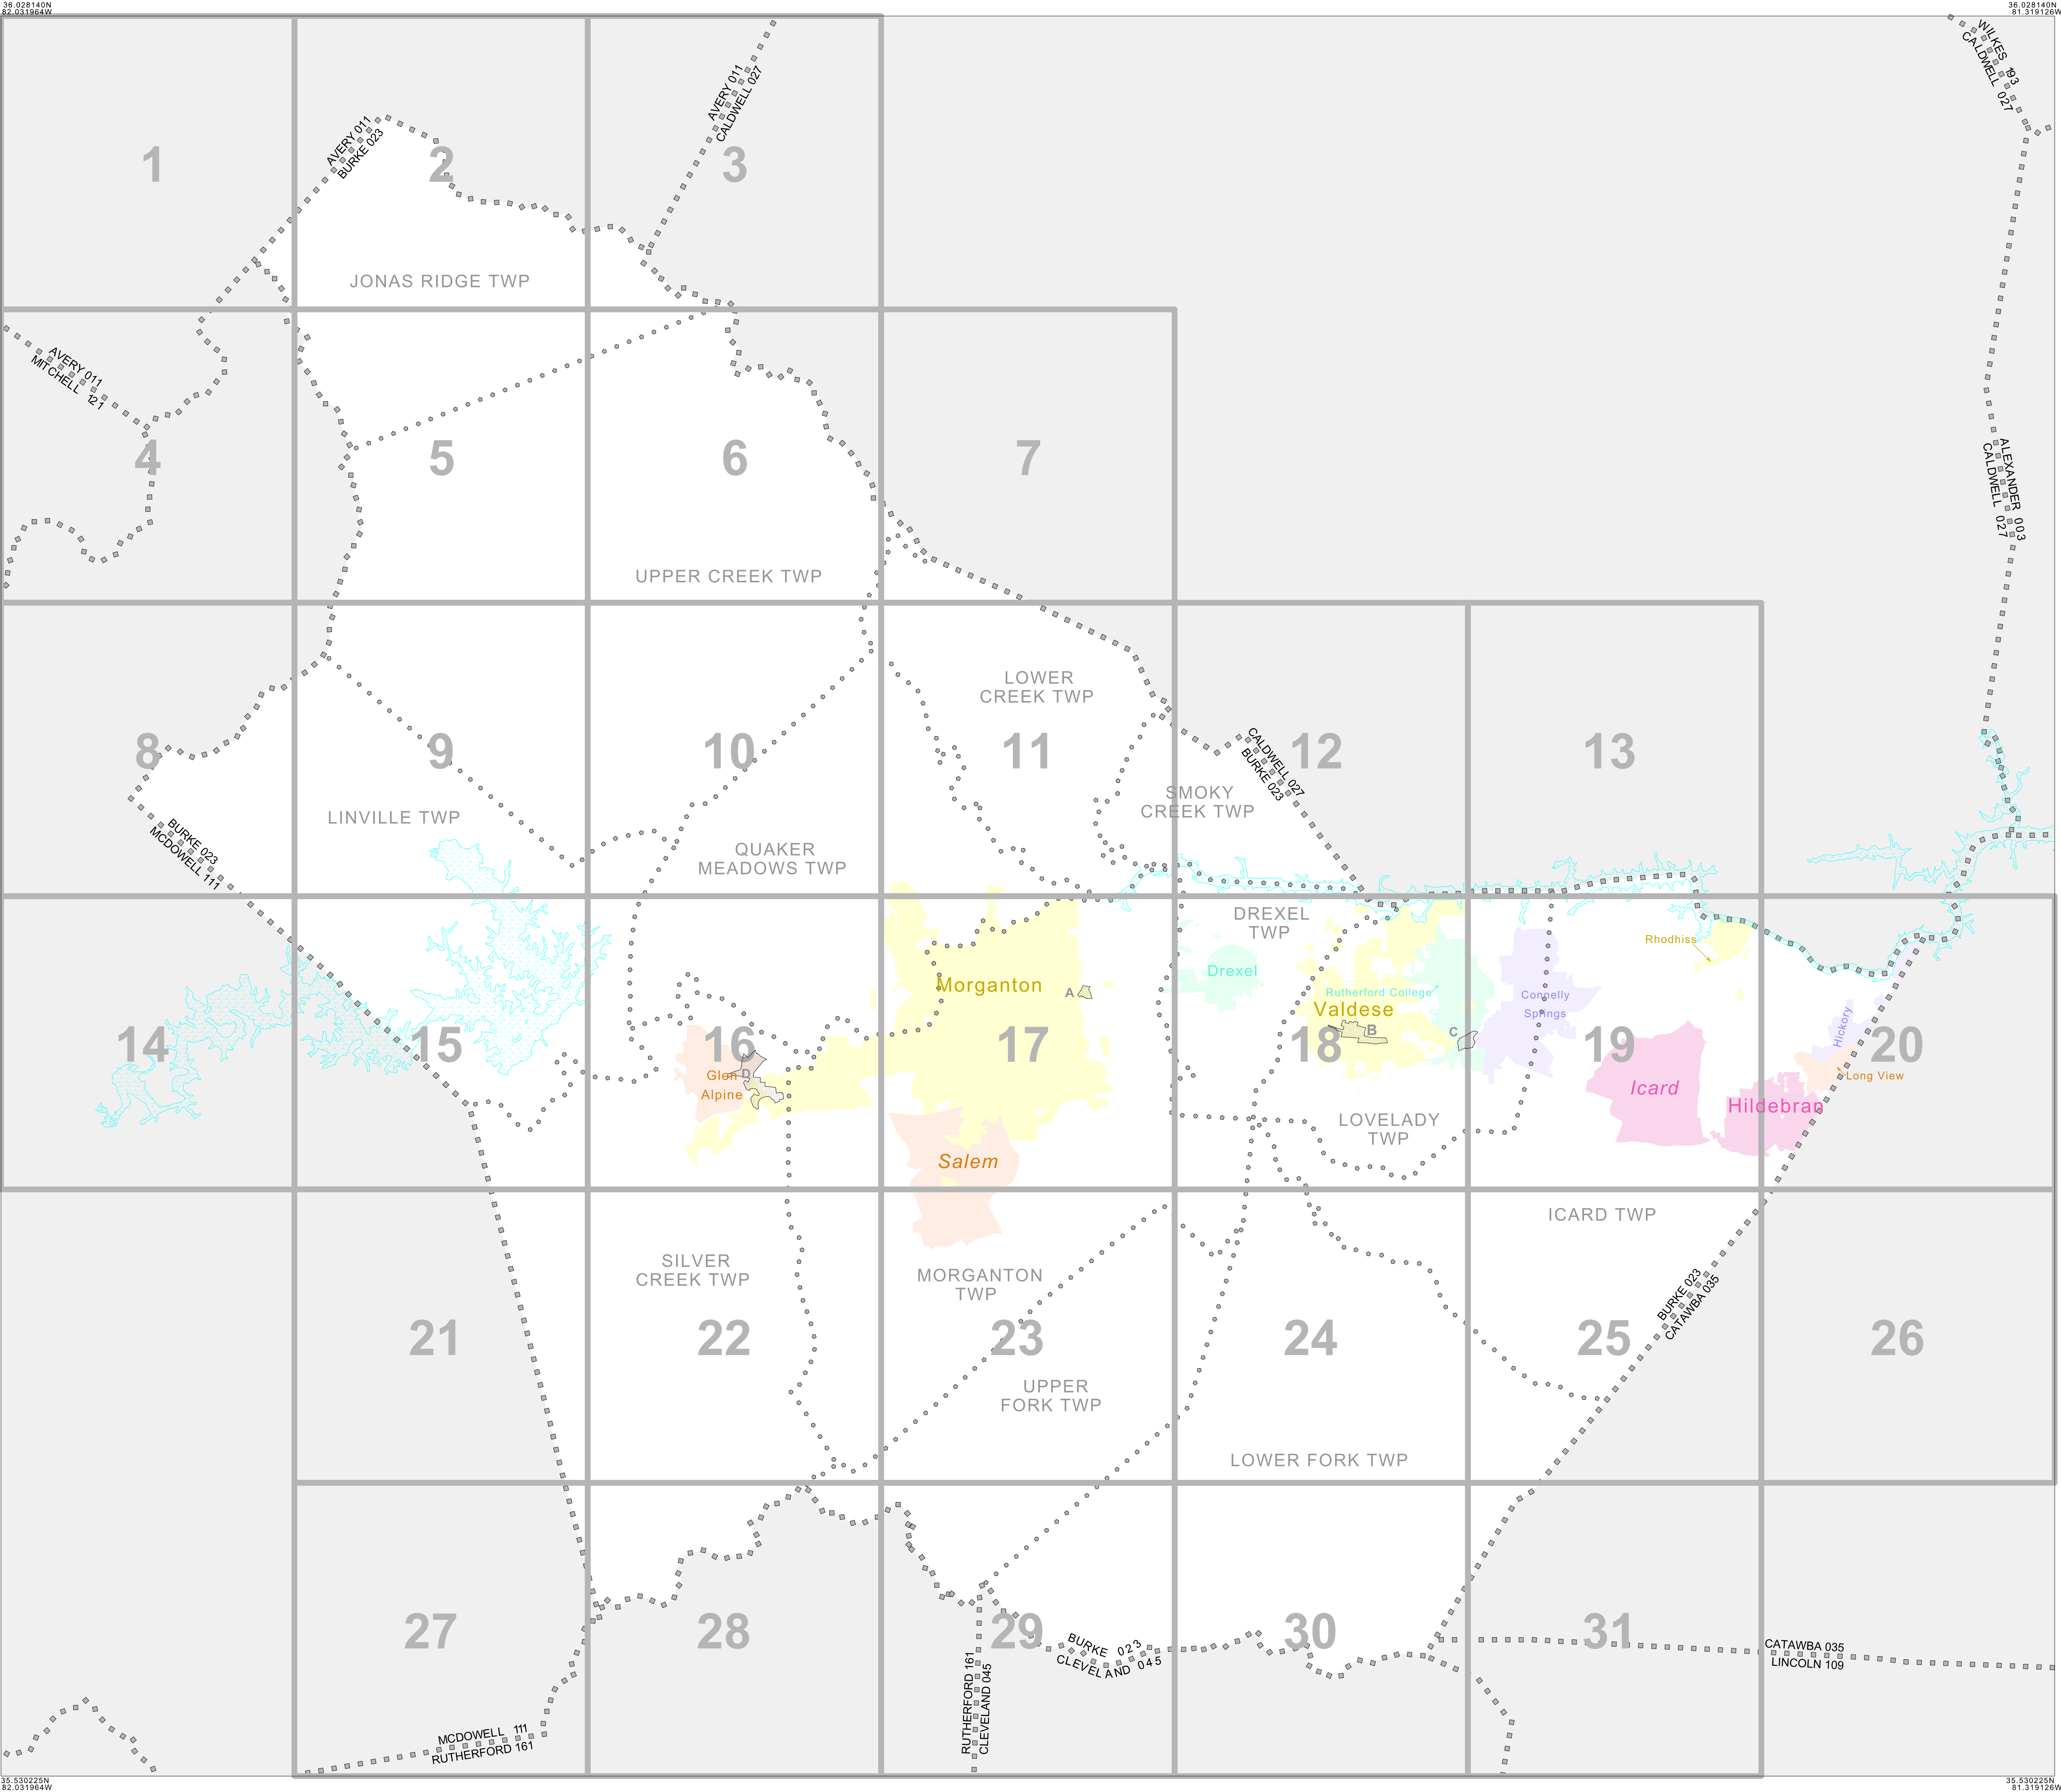 36.028140N
82.031964W
36.028140N
81.319126W
WILKES 193
CALDWELL 027
AVERY 011
CALDWELL 027
AVERY 011
BURKE 023
1
2
3
JONAS RIDGE TWP
AVERY 011
MITCHELL 121
4
5
6
7
ALEXANDER 003
CALDWELL 027
UPPER CREEK TWP
LOWER
CREEK TWP
8
9
10
11
12
13
CALDWELL 027
BURKE 023
SMOKY
CREEK TWP
LINVILLE TWP
BURKE 023
MCDOWELL 111
QUAKER
MEADOWS TWP
DREXEL
TWP
Rhodhiss
Drexel
Morganton
A
Rutherford College
Connelly
Springs
Valdese
B
C
Hickory
14
15
16
17
18
19
20
Glen
Alpine
D
Long View
Icard
Hildebran
LOVELADY
TWP
Salem
ICARD TWP
SILVER
CREEK TWP
MORGANTON
TWP
BURKE 023
CATAWBA 035
21
22
23
24
25
26
UPPER
FORK TWP
LOWER FORK TWP
27
28
29
30
31
BURKE 023
CLEVELAND 045
CATAWBA 035
LINCOLN 109
RUTHERFORD 161
CLEVELAND 045
MCDOWELL 111
RUTHERFORD 161
35.530225N
82.031964W
35.530225N
81.319126W